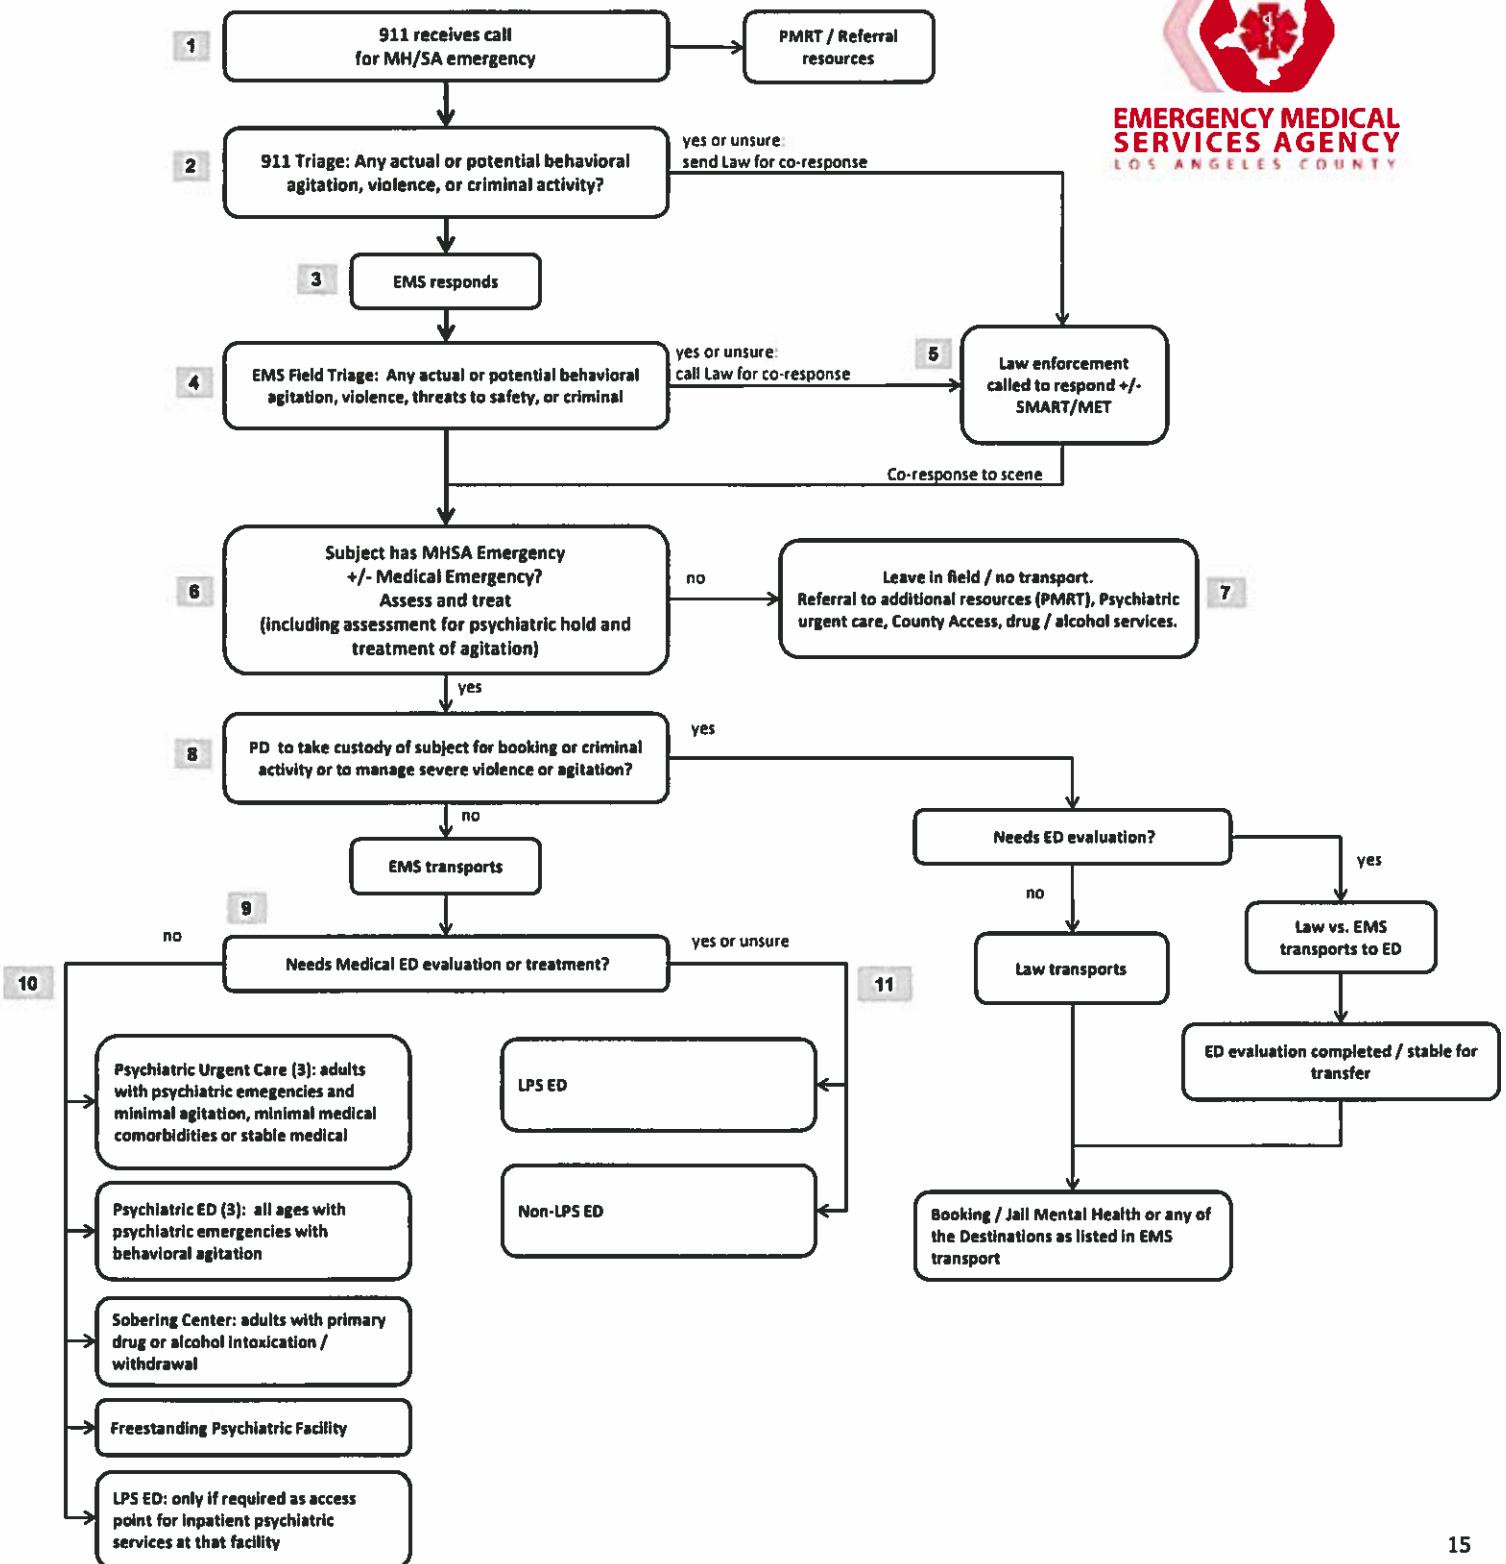 1
911 receives call
for MH/SA emergency
PMRT / Referral
resources
EMERGENCY MEDICAL
SERVICES AGENCY
LOS ANGELES COUNTY
2
911 Triage: Any actual or potential behavioral
agitation, violence, or criminal activity?
yes or unsure:
send Law for co-response
3
EMS responds
4
EMS Field Triage: Any actual or potential behavioral
agitation, violence, threats to safety, or criminal
yes or unsure:
call Law for co-response
5
Law enforcement
called to respond +/-
SMART/MET
Co-response to scene
6
Subject has MHSA Emergency
+/- Medical Emergency?
Assess and treat
(including assessment for psychiatric hold and
treatment of agitation)
no
Leave in field / no transport.
Referral to additional resources (PMRT), Psychiatric
urgent care, County Access, drug / alcohol services.
7
yes
8
PD to take custody of subject for booking or criminal
activity or to manage severe violence or agitation?
yes
no
EMS transports
Needs ED evaluation?
yes
no
Law vs. EMS
transports to ED
Law transports
ED evaluation completed / stable for
transfer
Booking / Jail Mental Health or any of
the Destinations as listed in EMS
transport
9
no
Needs Medical ED evaluation or treatment?
yes or unsure
10
11
Psychiatric Urgent Care (3): adults
with psychiatric emegencies and
minimal agitation, minimal medical
comorbidities or stable medical
LPS ED
Psychiatric ED (3): all ages with
psychiatric emergencies with
behavioral agitation
Non-LPS ED
Sobering Center: adults with primary
drug or alcohol intoxication /
withdrawal
Freestanding Psychiatric Facility
LPS ED: only if required as access
point for inpatient psychiatric
services at that facility
15